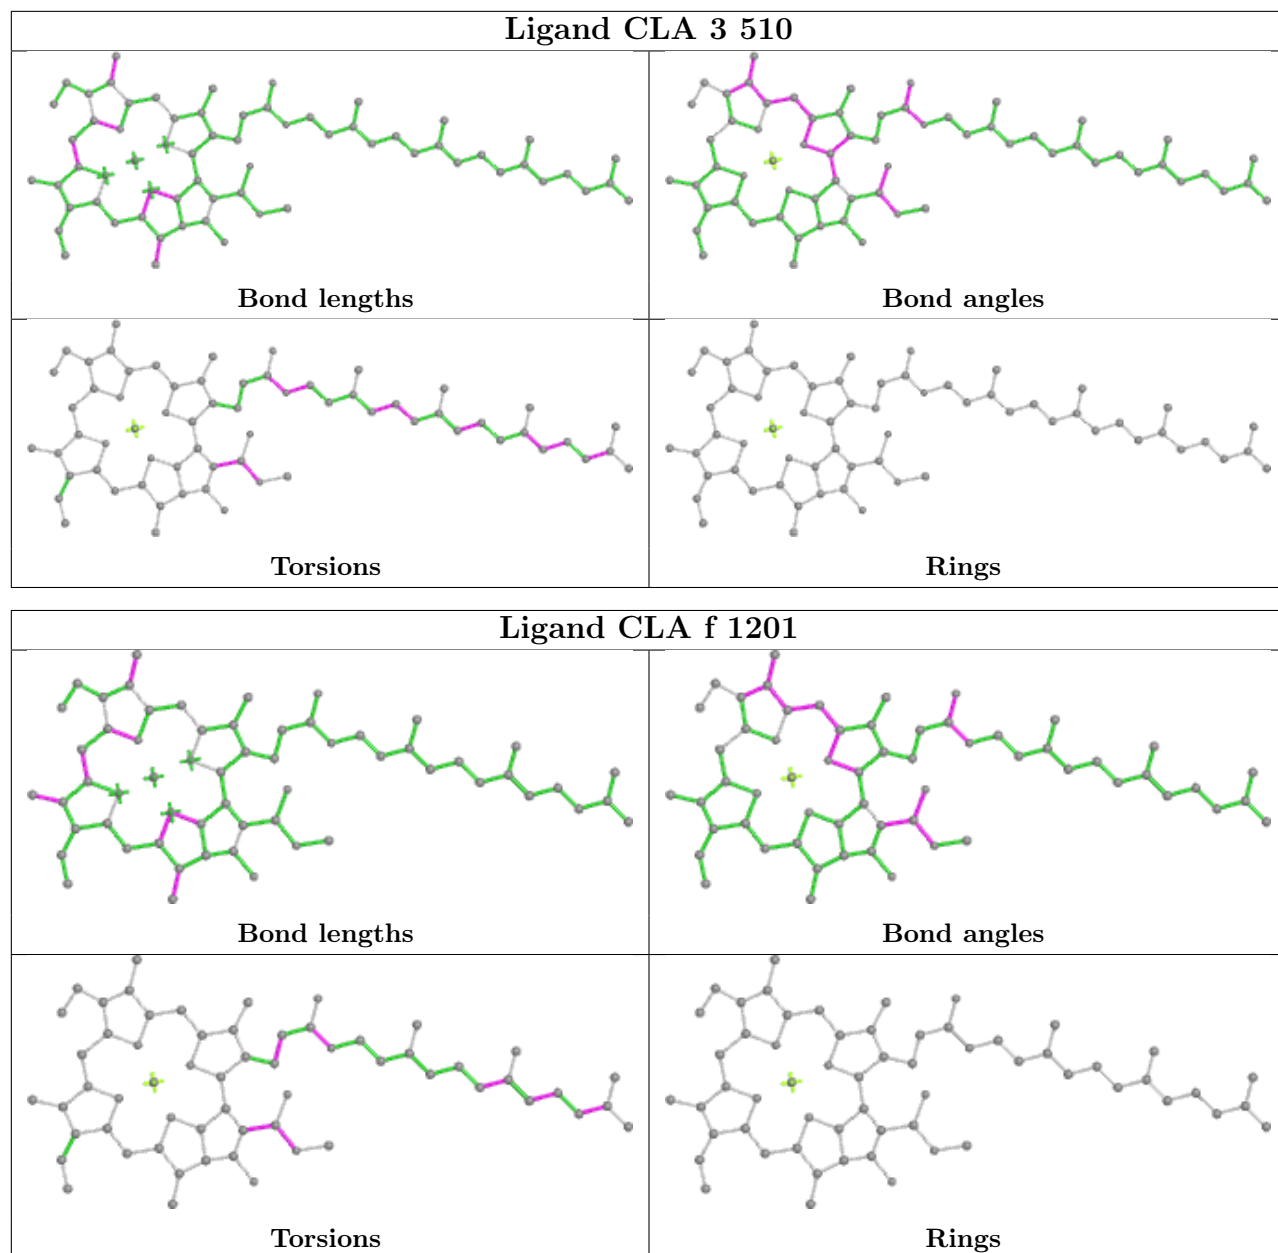 Ligand CLA 3 510
Bond lengths
Bond angles
Torsions
Rings
Ligand CLA f 1201
Bond lengths
Bond angles
Torsions
Rings